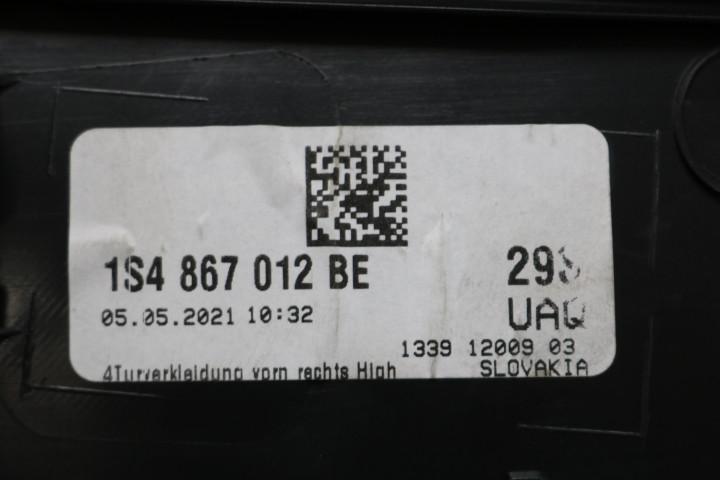 1S4 867 012 BE
05.05.2021 10:32
UAQ
1339 12009 03
4Turverkleidung vorn rechts High
SLOVAKIA